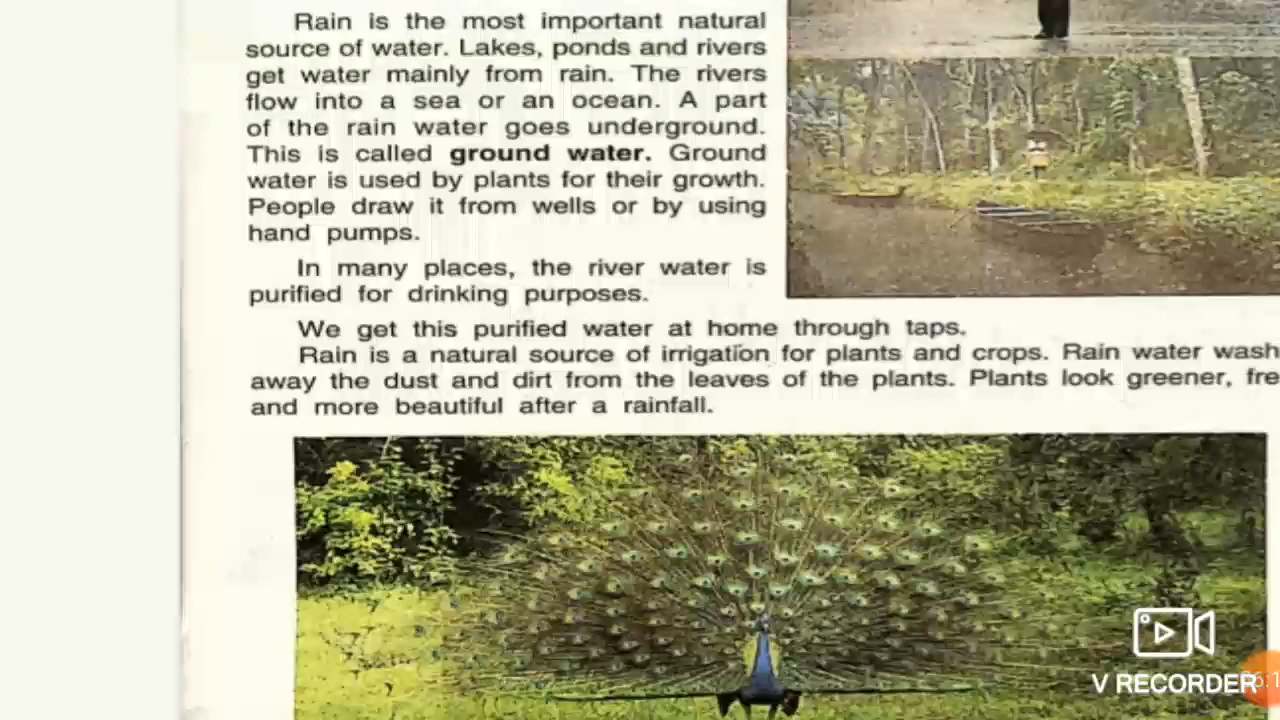 Rain is the most important natural
source of water. Lakes, ponds and rivers
get water mainly from rain. The rivers
flow into a sea or an ocean. A part
of the rain water goes underground.
This is called ground water. Ground
water is used by plants for their growth.
People draw it from wells or by using
hand pumps.
In many places, the river water is
purified for drinking purposes.
We get this purified water at home through taps.
Rain is a natural source of irrigation for plants and crops. Rain water wash
away the dust and dirt from the leaves of the plants. Plants look greener, fre
and more beautiful after a rainfall.
V RECORDER